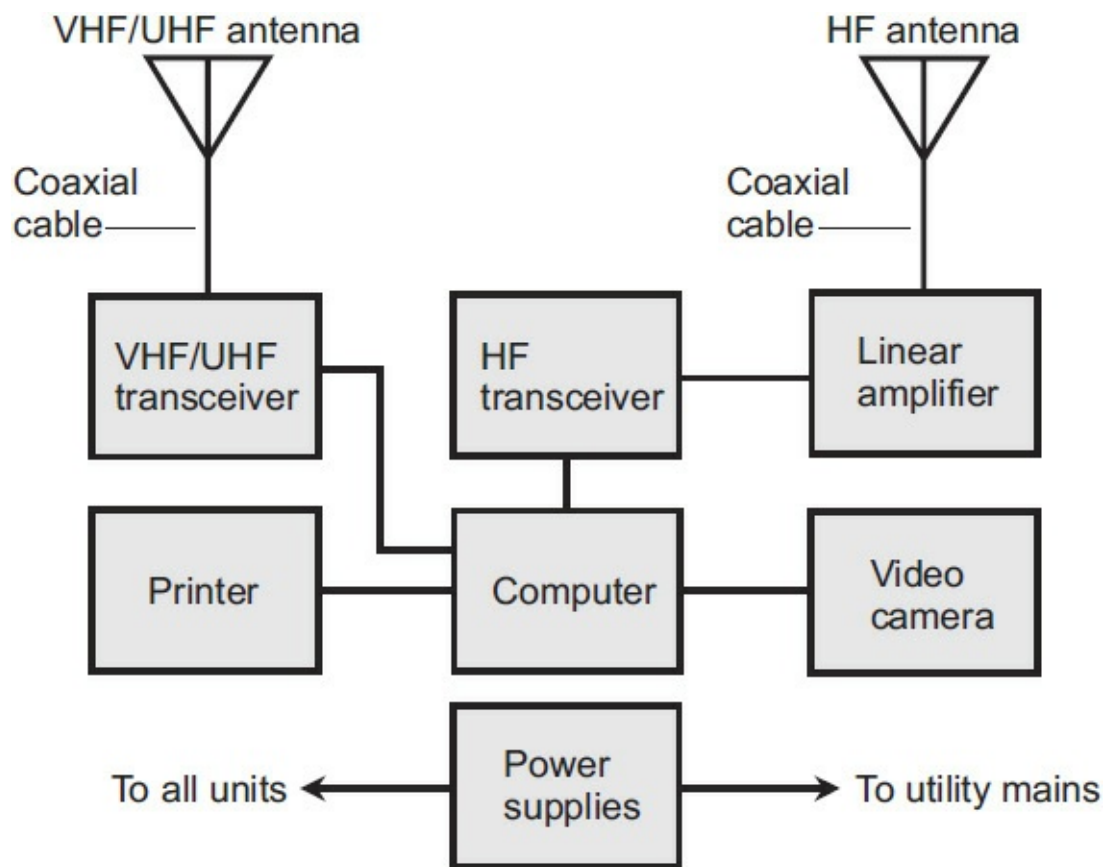 VHF/UHF antenna
HF antenna
Coaxial
cable
Coaxial
cable
VHF/UHF
transceiver
HF
transceiver
Linear
amplifier
Printer
Computer
Video
camera
To all units
Power
supplies
To utility mains